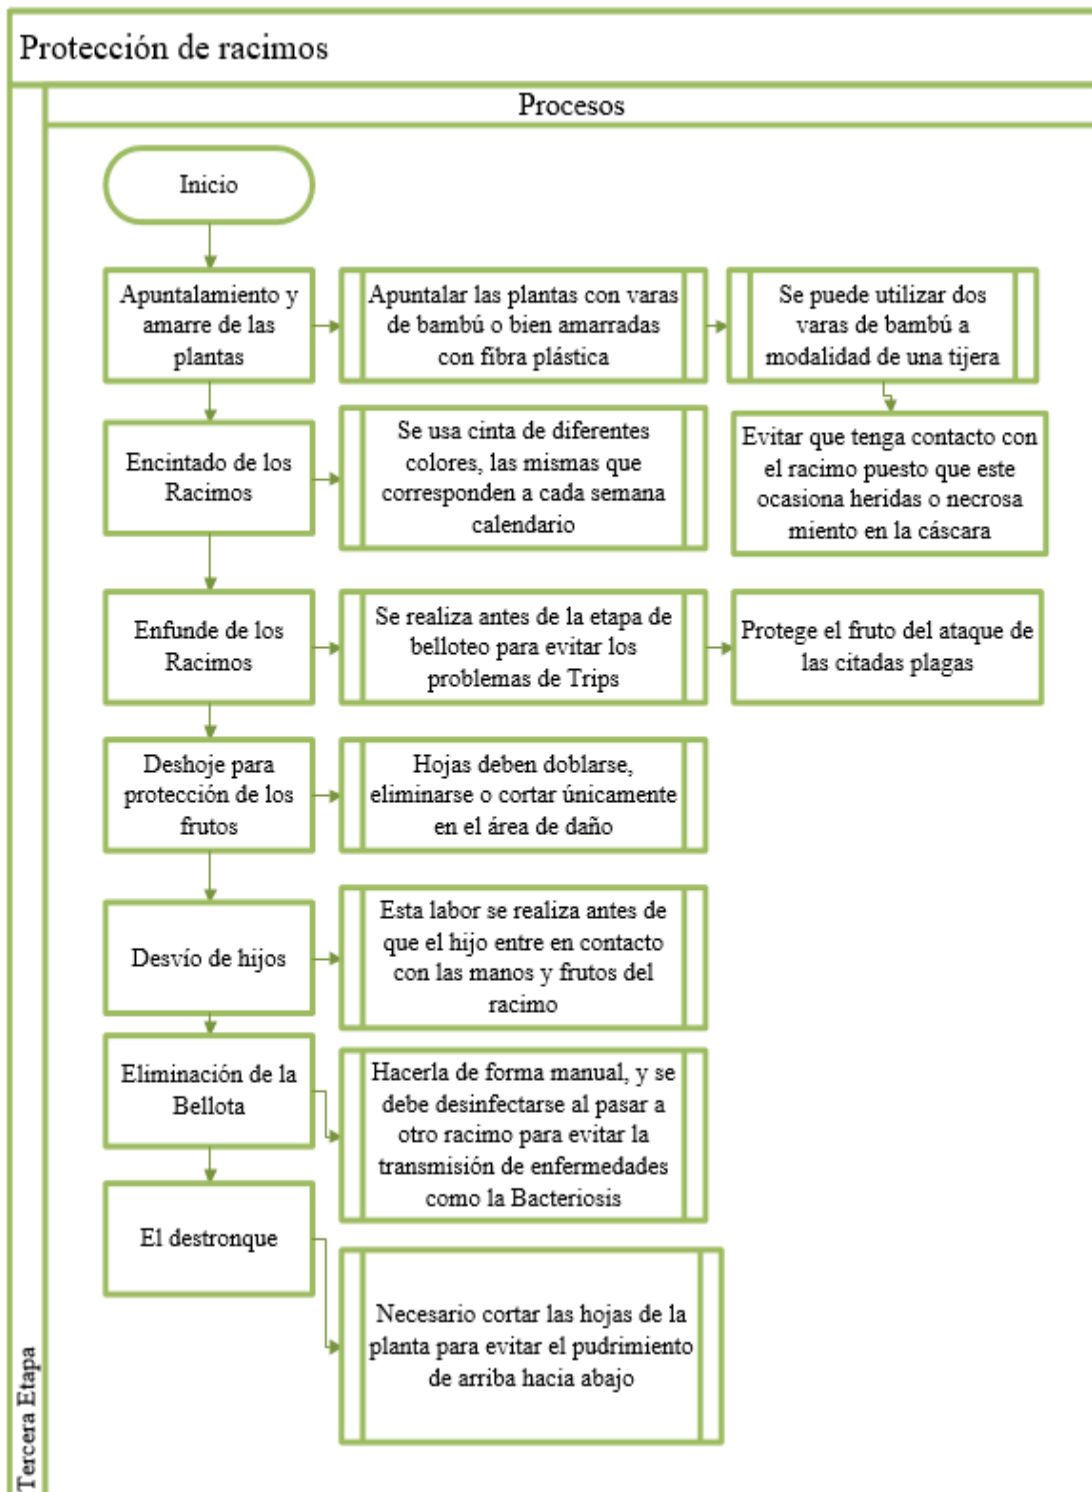 Protección de racimos
Procesos
Inicio
Apuntalamiento y
amarre de las
plantas
Apuntalar las plantas con varas
de bambú o bien amarradas
con fibra plástica
Se puede utilizar dos
varas de bambú a
modalidad de una tijera
Evitar que tenga contacto con
el racimo puesto que este
ocasiona heridas o necrosa
miento en la cáscara
Encintado de los
Racimos
Se usa cinta de diferentes
colores, las mismas que
corresponden a cada semana
calendario
Enfunde de los
Racimos
Se realiza antes de la etapa de
belloteo para evitar los
problemas de Trips
Protege el fruto del ataque de
las citadas plagas
Deshoje para
protección de los
frutos
Hojas deben doblarse,
eliminarse o cortar únicamente
en el área de daño
Desvío de hijos
Esta labor se realiza antes de
que el hijo entre en contacto
con las manos y frutos del
racimo
Eliminación de la
Bellota
Hacerla de forma manual, y se
debe desinfectarse al pasar a
otro racimo para evitar la
transmisión de enfermedades
como la Bacteriosis
El destronque
Necesario cortar las hojas de la
planta para evitar el pudrimiento
de arriba hacia abajo
Tercera Etapa